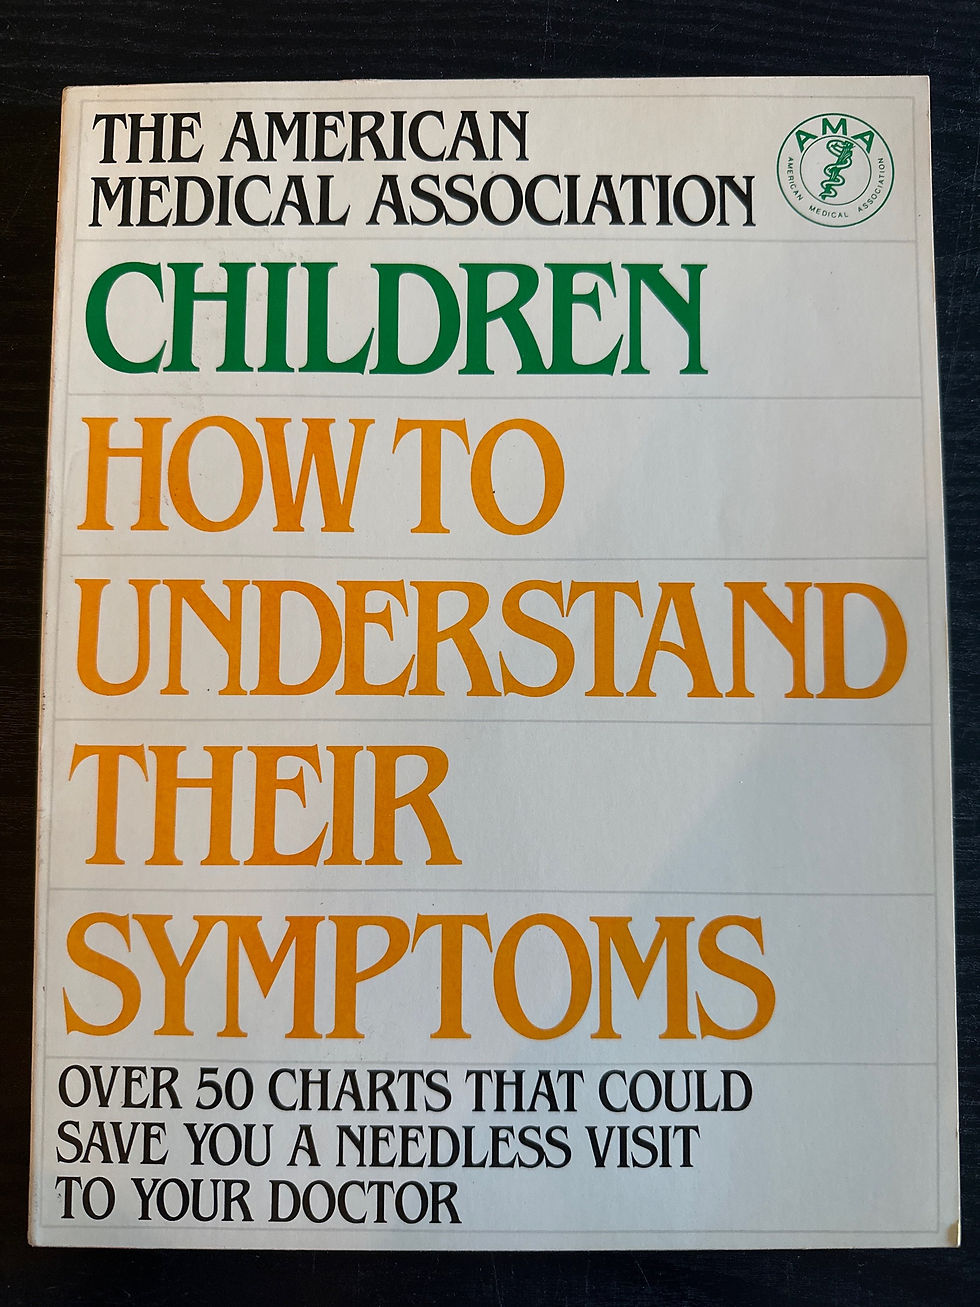 THE AMERICAN
MEDICAL ASSOCIATION
AMA
AMERICAN MEDICAL ASSOCIATION
CHILDREN
HOW TO
UNDERSTAND
THEIR
SYMPTOMS
OVER 50 CHARTS THAT COULD
SAVE YOU A NEEDLESS VISIT
TO YOUR DOCTOR